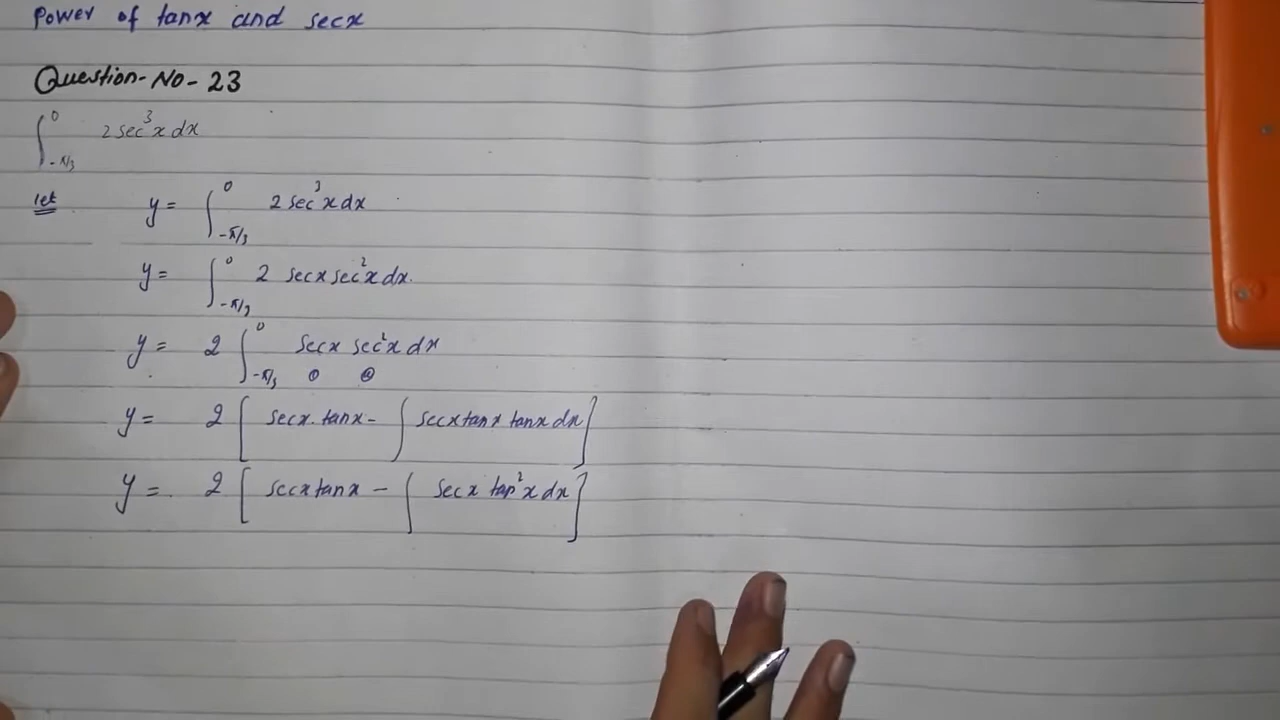 Power of tanx and secx
Question-No-23
∫_{-π/3}^{0} 2 sec³x dx
let y = ∫_{-π/3}^{0} 2 sec³x dx
y = ∫_{-π/3}^{0} 2 secx sec²x dx.
y = 2 ∫_{-π/3}^{0} secx sec²x dx
① ②
y = 2 [ secx.tanx - ∫ secx tanx tanx dx ]
y = 2 [ secx tanx - ∫ secx tan²x dx ]